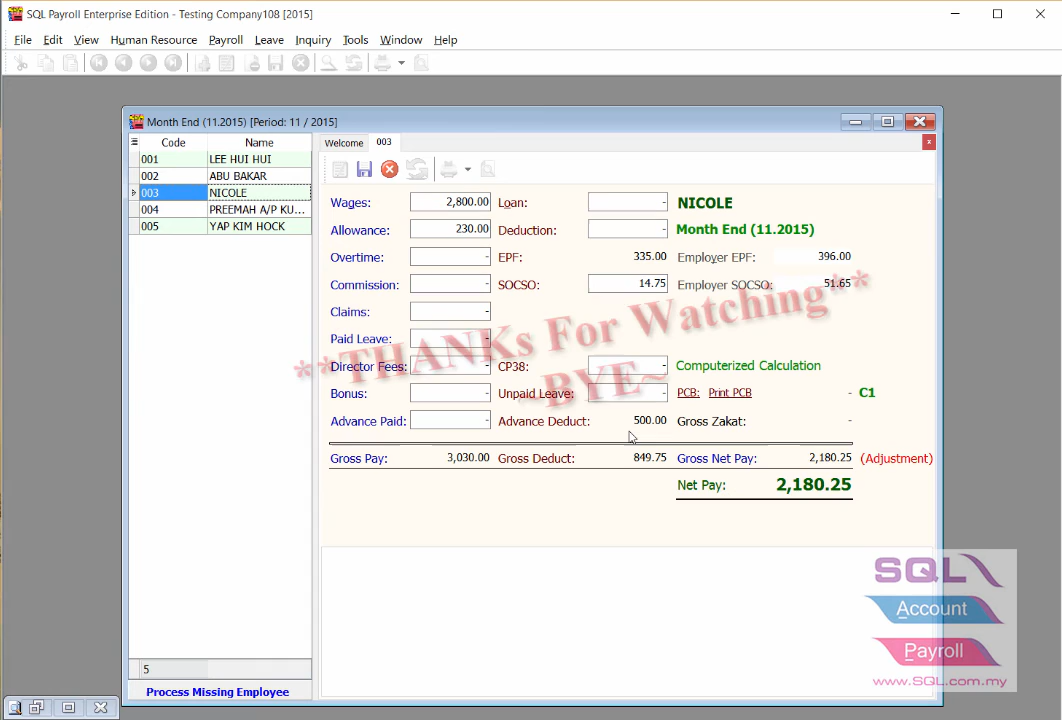 SQL Payroll Enterprise Edition - Testing Company108 [2015]
File Edit View Human Resource Payroll Leave Inquiry Tools Window Help
Month End (11.2015) [Period: 11 / 2015]
Code Name
001 LEE HUI HUI
002 ABU BAKAR
003 NICOLE
004 PREEMAH A/P KU...
005 YAP KIM HOCK
5
Process Missing Employee
Welcome 003
Wages: 2,800.00 Loan: - NICOLE
Allowance: 230.00 Deduction: - Month End (11.2015)
Overtime: - EPF: 335.00 Employer EPF: 396.00
Commission: - SOCSO: 14.75 Employer SOCSO: 51.65
Claims: -
Paid Leave: -
Director Fees: - CP38: - Computerized Calculation
Bonus: - Unpaid Leave: - PCB: Print PCB - C1
Advance Paid: - Advance Deduct: 500.00 Gross Zakat: -
Gross Pay: 3,030.00 Gross Deduct: 849.75 Gross Net Pay: 2,180.25 (Adjustment)
Net Pay: 2,180.25
**THANKs For Watching**
~BYE~
SQL
Account
Payroll
www.SQL.com.my